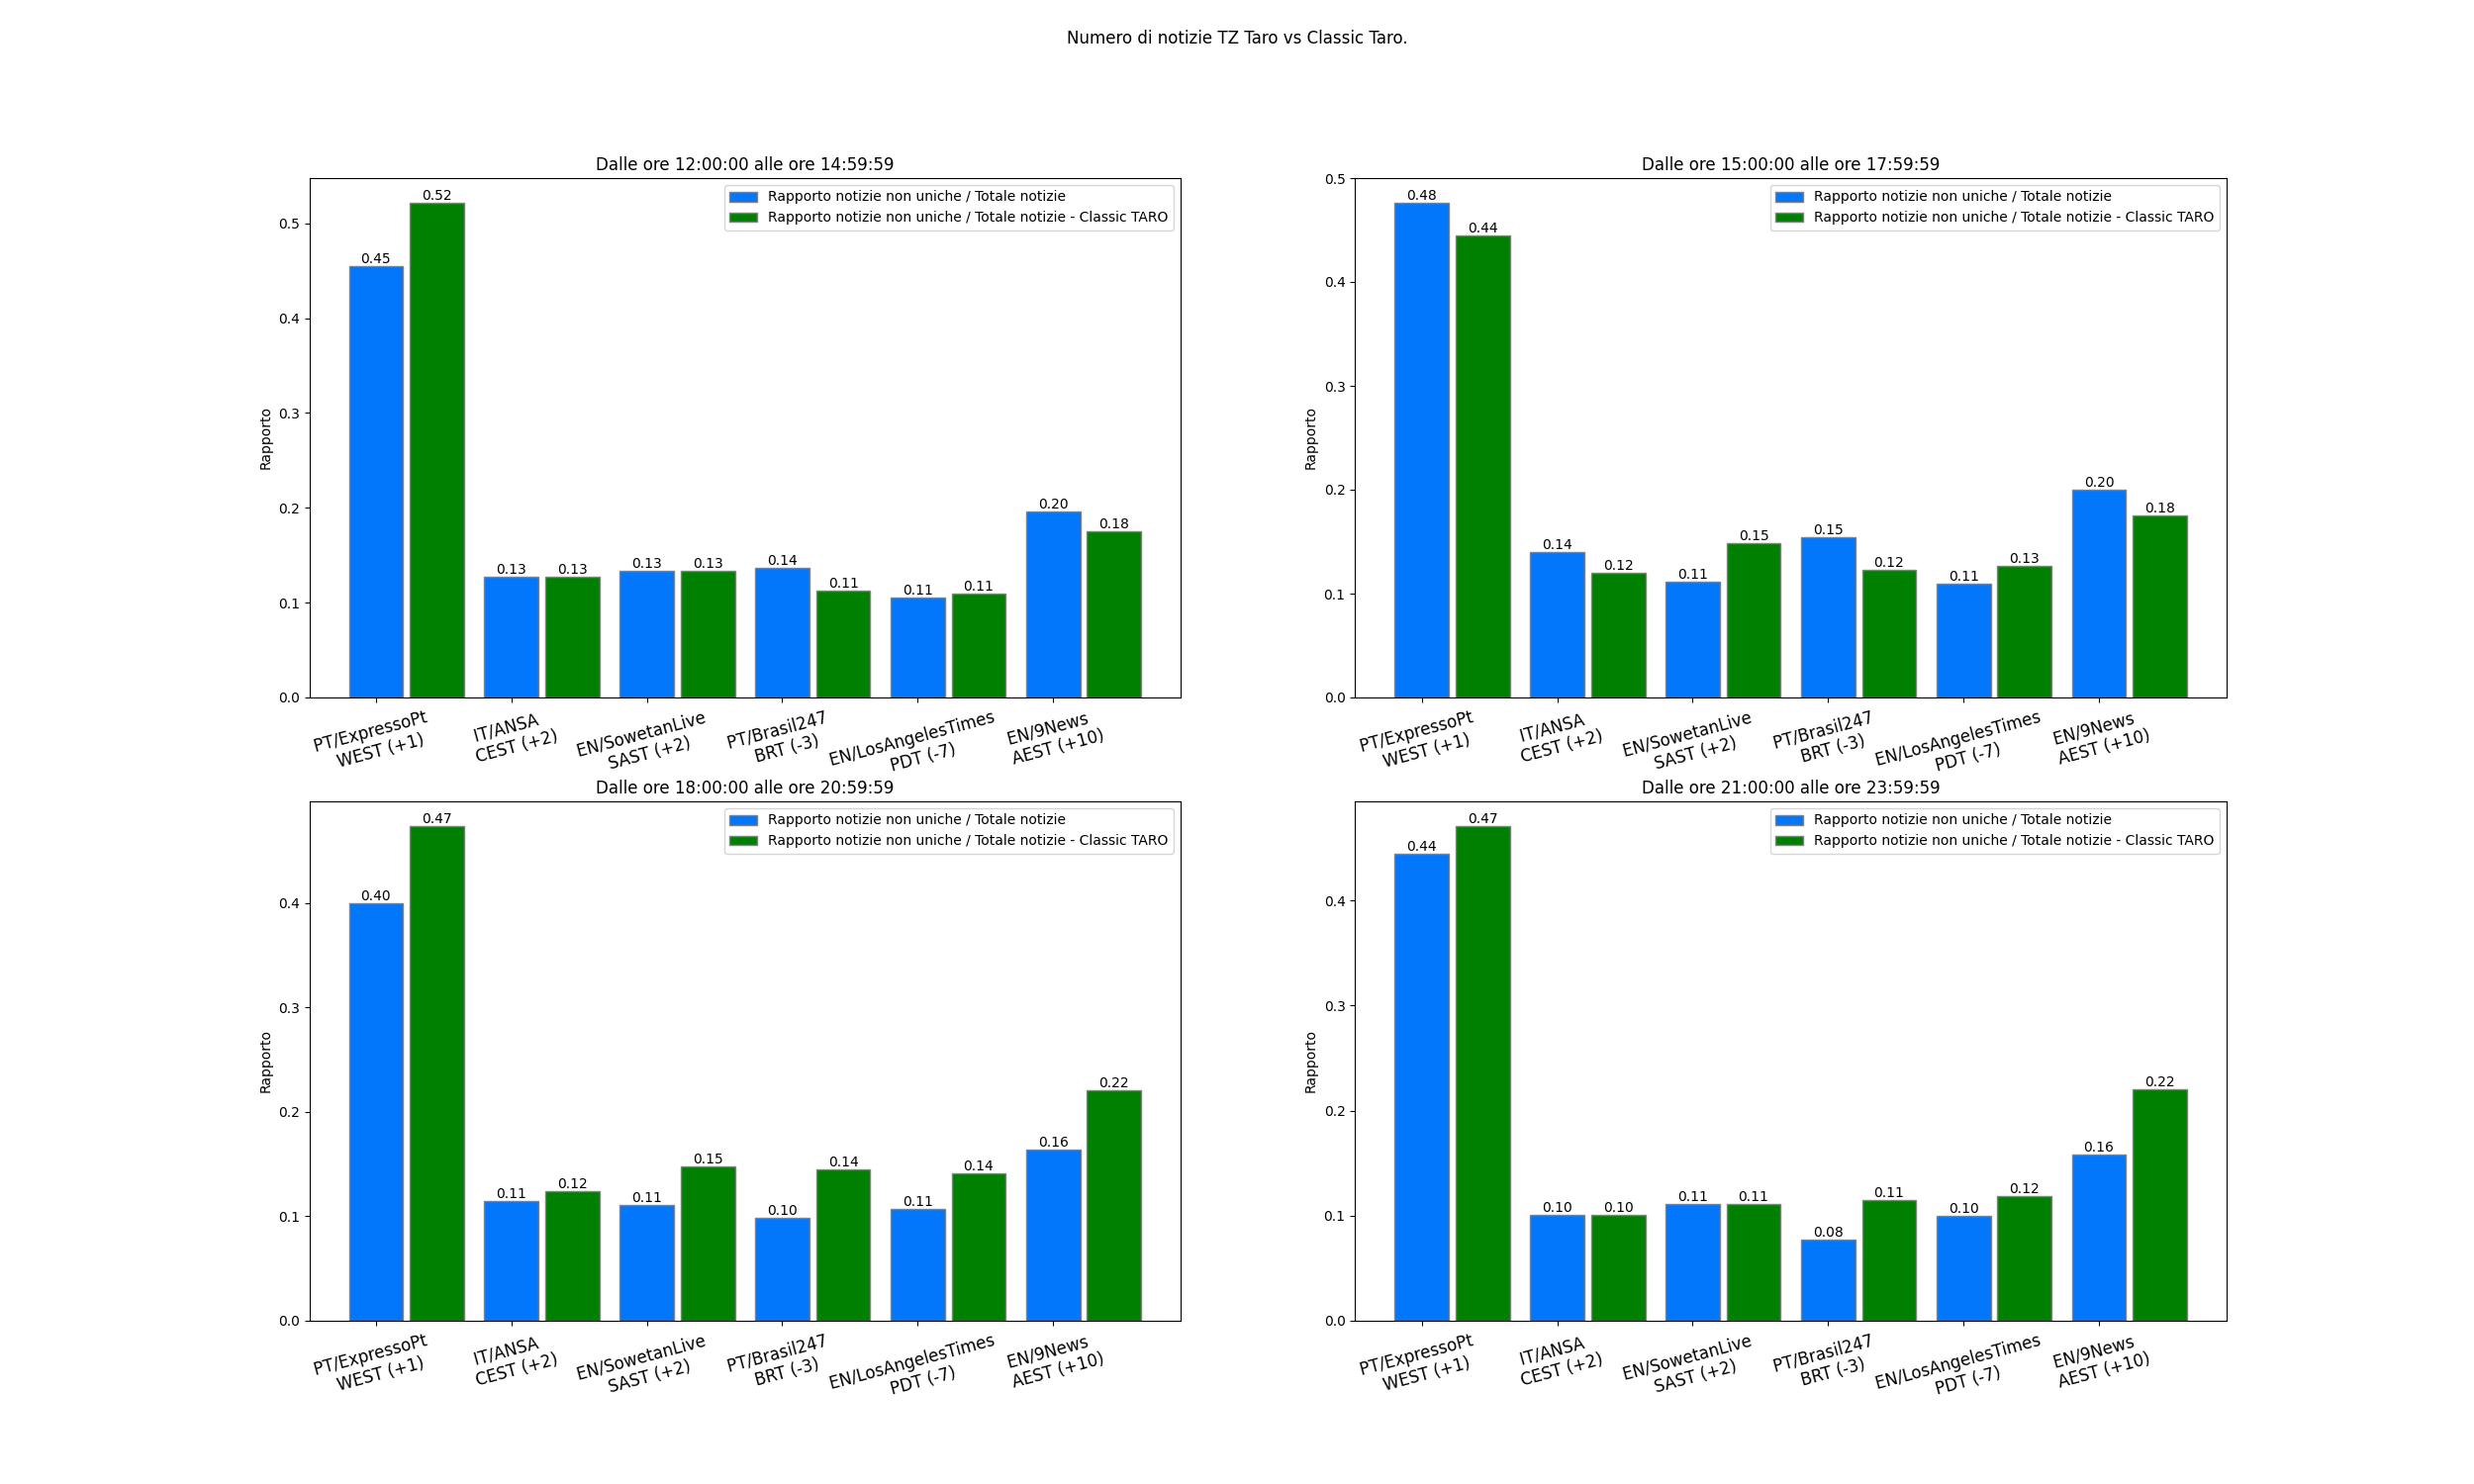 Numero di notizie TZ Taro vs Classic Taro.
Dalle ore 12:00:00 alle ore 14:59:59
Rapporto notizie non uniche / Totale notizie
Rapporto notizie non uniche / Totale notizie - Classic TARO
Rapporto
0.5
0.4
0.3
0.2
0.1
0.0
0.45
0.52
0.13
0.13
0.13
0.13
0.14
0.11
0.11
0.11
0.20
0.18
PT/ExpressoPt
WEST (+1)
IT/ANSA
CEST (+2)
EN/SowetanLive
SAST (+2)
PT/Brasil247
BRT (-3)
EN/LosAngelesTimes
PDT (-7)
EN/9News
AEST (+10)
Dalle ore 15:00:00 alle ore 17:59:59
Rapporto notizie non uniche / Totale notizie
Rapporto notizie non uniche / Totale notizie - Classic TARO
Rapporto
0.5
0.4
0.3
0.2
0.1
0.0
0.48
0.44
0.14
0.12
0.11
0.15
0.15
0.12
0.11
0.13
0.20
0.18
PT/ExpressoPt
WEST (+1)
IT/ANSA
CEST (+2)
EN/SowetanLive
SAST (+2)
PT/Brasil247
BRT (-3)
EN/LosAngelesTimes
PDT (-7)
EN/9News
AEST (+10)
Dalle ore 18:00:00 alle ore 20:59:59
Rapporto notizie non uniche / Totale notizie
Rapporto notizie non uniche / Totale notizie - Classic TARO
Rapporto
0.4
0.3
0.2
0.1
0.0
0.40
0.47
0.11
0.12
0.11
0.15
0.10
0.14
0.11
0.14
0.16
0.22
PT/ExpressoPt
WEST (+1)
IT/ANSA
CEST (+2)
EN/SowetanLive
SAST (+2)
PT/Brasil247
BRT (-3)
EN/LosAngelesTimes
PDT (-7)
EN/9News
AEST (+10)
Dalle ore 21:00:00 alle ore 23:59:59
Rapporto notizie non uniche / Totale notizie
Rapporto notizie non uniche / Totale notizie - Classic TARO
Rapporto
0.4
0.3
0.2
0.1
0.0
0.44
0.47
0.10
0.10
0.11
0.11
0.08
0.11
0.10
0.12
0.16
0.22
PT/ExpressoPt
WEST (+1)
IT/ANSA
CEST (+2)
EN/SowetanLive
SAST (+2)
PT/Brasil247
BRT (-3)
EN/LosAngelesTimes
PDT (-7)
EN/9News
AEST (+10)